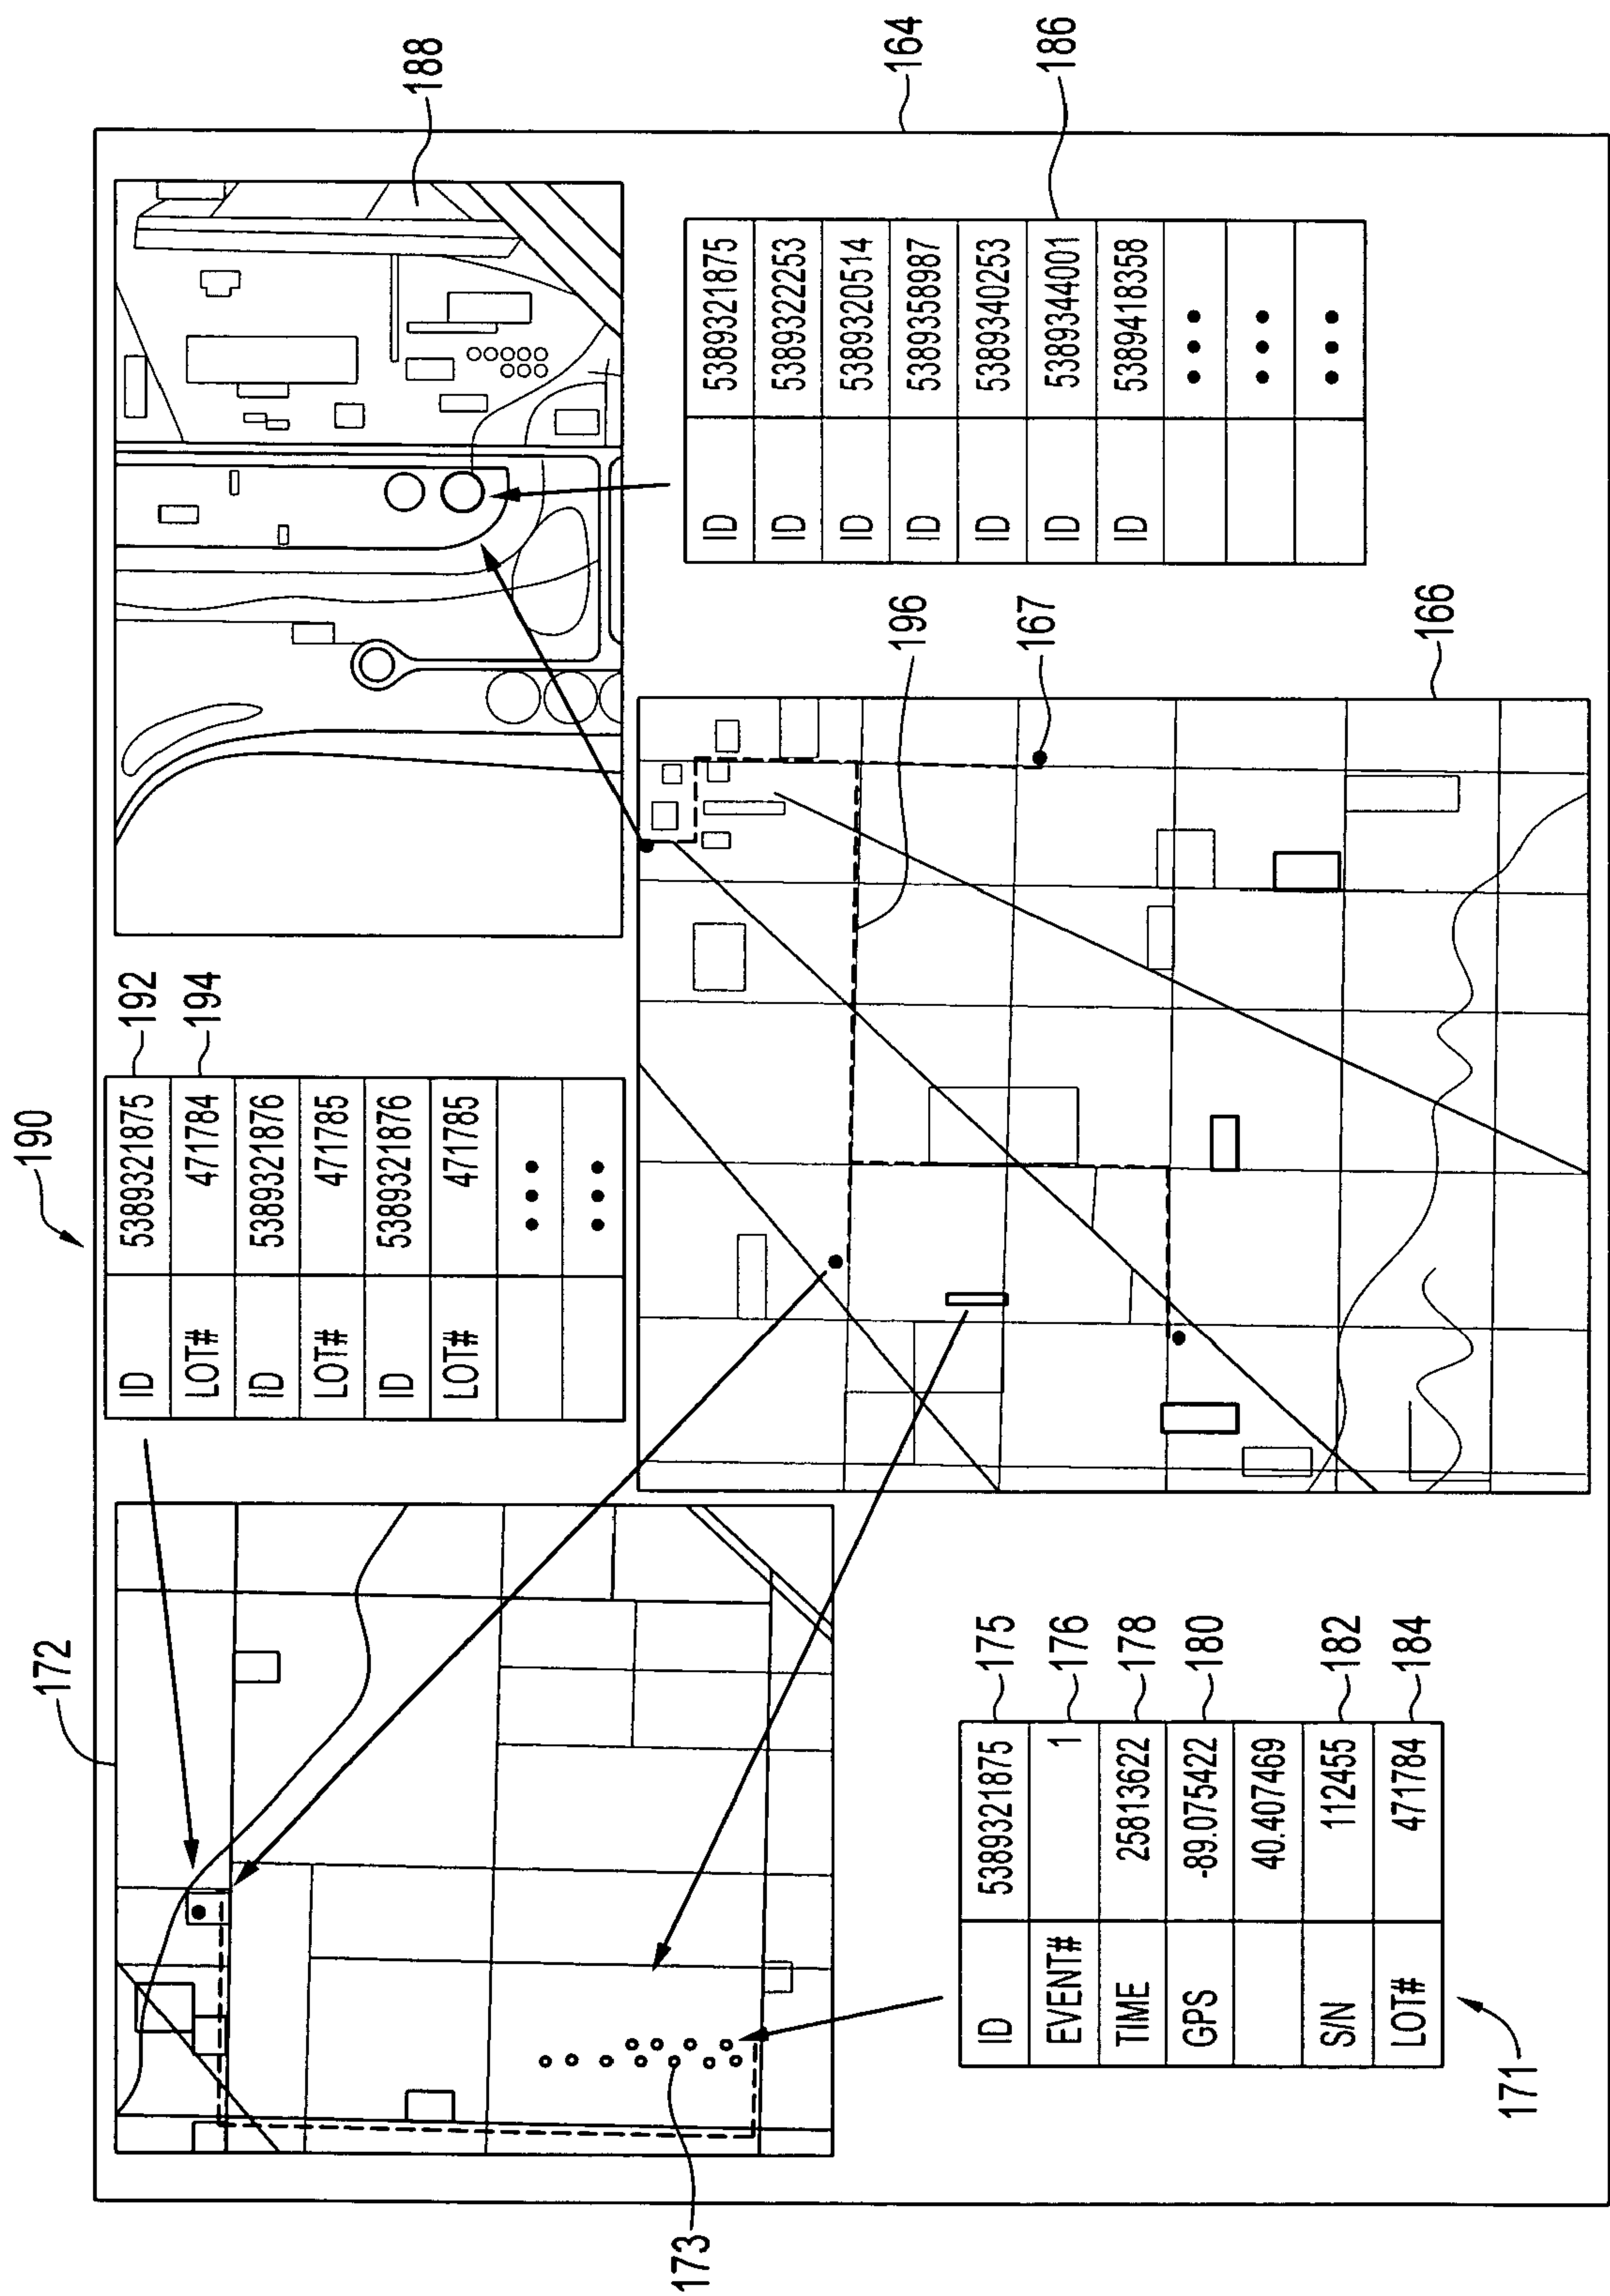 190
172
ID 5389321875
LOT# 471784
ID 5389321876
LOT# 471785
ID 5389321876
LOT# 471785
192
194
188
173
ID 5389321875
EVENT# 1
TIME 25813622
GPS -89.075422
40.407469
S/N 112455
LOT# 471784
175
176
178
180
182
184
171
196
167
166
ID 5389321875
ID 5389322253
ID 5389320514
ID 5389358987
ID 5389340253
ID 5389344001
ID 5389418358
164
186